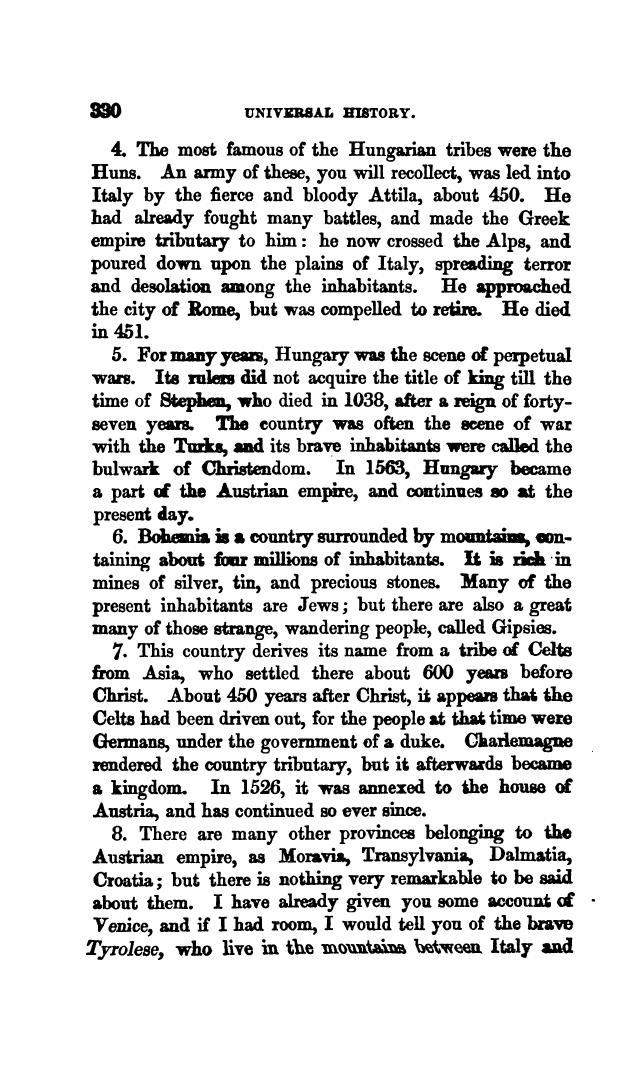 330 UNIVERSAL HISTORY.
4. The most famous of the Hungarian tribes were the
Huns. An army of these, you will recollect, was led into
Italy by the fierce and bloody Attila, about 450. He
had already fought many battles, and made the Greek
empire tributary to him: he now crossed the Alps, and
poured down upon the plains of Italy, spreading terror
and desolation among the inhabitants. He approached
the city of Rome, but was compelled to retire. He died
in 451.
5. For many years, Hungary was the scene of perpetual
wars. Its rulers did not acquire the title of king till the
time of Stephen, who died in 1038, after a reign of forty-
seven years. The country was often the scene of war
with the Turks, and its brave inhabitants were called the
bulwark of Christendom. In 1563, Hungary became
a part of the Austrian empire, and continues so at the
present day.
6. Bohemia is a country surrounded by mountains, con-
taining about four millions of inhabitants. It is rich in
mines of silver, tin, and precious stones. Many of the
present inhabitants are Jews; but there are also a great
many of those strange, wandering people, called Gipsies.
7. This country derives its name from a tribe of Celts
from Asia, who settled there about 600 years before
Christ. About 450 years after Christ, it appears that the
Celts had been driven out, for the people at that time were
Germans, under the government of a duke. Charlemagne
rendered the country tributary, but it afterwards became
a kingdom. In 1526, it was annexed to the house of
Austria, and has continued so ever since.
8. There are many other provinces belonging to the
Austrian empire, as Moravia, Transylvania, Dalmatia,
Croatia; but there is nothing very remarkable to be said
about them. I have already given you some account of
Venice, and if I had room, I would tell you of the brave
Tyrolese, who live in the mountains between Italy and